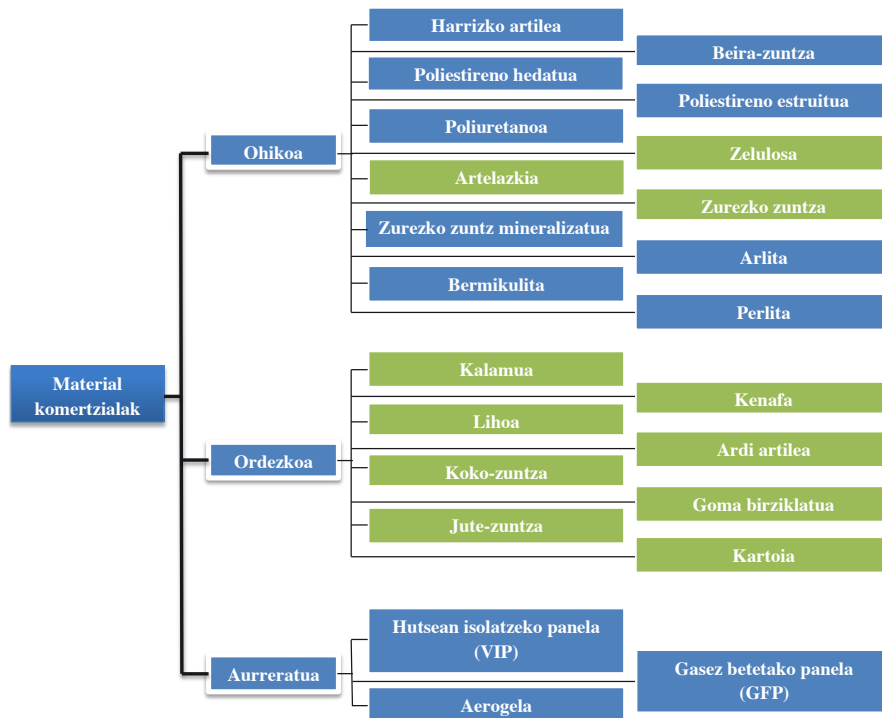 Material
komertzialak
Ohikoa
Harrizko artilea
Beira-zuntza
Poliestireno hedatua
Poliestireno estruitua
Poliuretanoa
Zelulosa
Artelazkia
Zurezko zuntza
Zurezko zuntz mineralizatua
Arlita
Bermikulita
Perlita
Ordezkoa
Kalamua
Kenafa
Lihoa
Ardi artilea
Koko-zuntza
Goma birziklatua
Jute-zuntza
Kartoia
Aurreratua
Hutsean isolatzeko panela
(VIP)
Gasez betetako panela
(GFP)
Aerogela